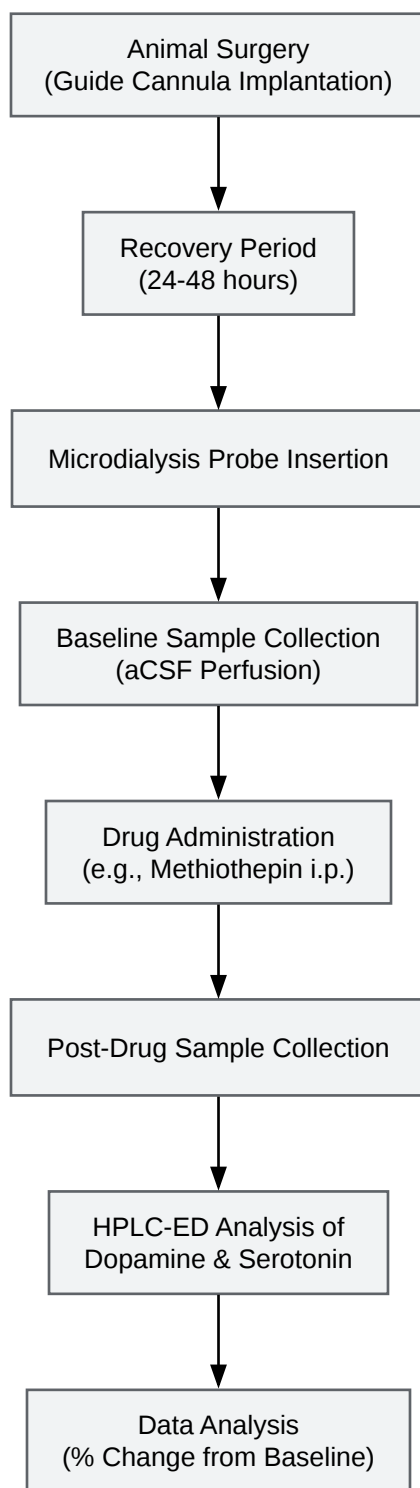 Animal Surgery
(Guide Cannula Implantation)
Recovery Period
(24-48 hours)
Microdialysis Probe Insertion
Baseline Sample Collection
(aCSF Perfusion)
Drug Administration
(e.g., Methiothepin i.p.)
Post-Drug Sample Collection
HPLC-ED Analysis of
Dopamine & Serotonin
Data Analysis
(% Change from Baseline)